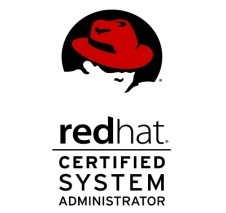 redhat®
CERTIFIED
SYSTEM
ADMINISTRATOR